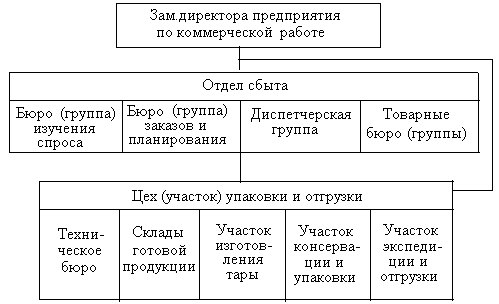 Зам.директора предприятия
по коммерческой работе
Отдел сбыта
Бюро (группа)
изучения
спроса
Бюро (группа)
заказов и
планирования
Диспетчерская
группа
Товарные
бюро (группы)
Цех (участок) упаковки и отгрузки
Техни-
ческое
бюро
Склады
готовой
продукции
Участок
изготов-
ления
тары
Участок
консерва-
ции и
упаковки
Участок
экспеди-
ции и
отгрузки